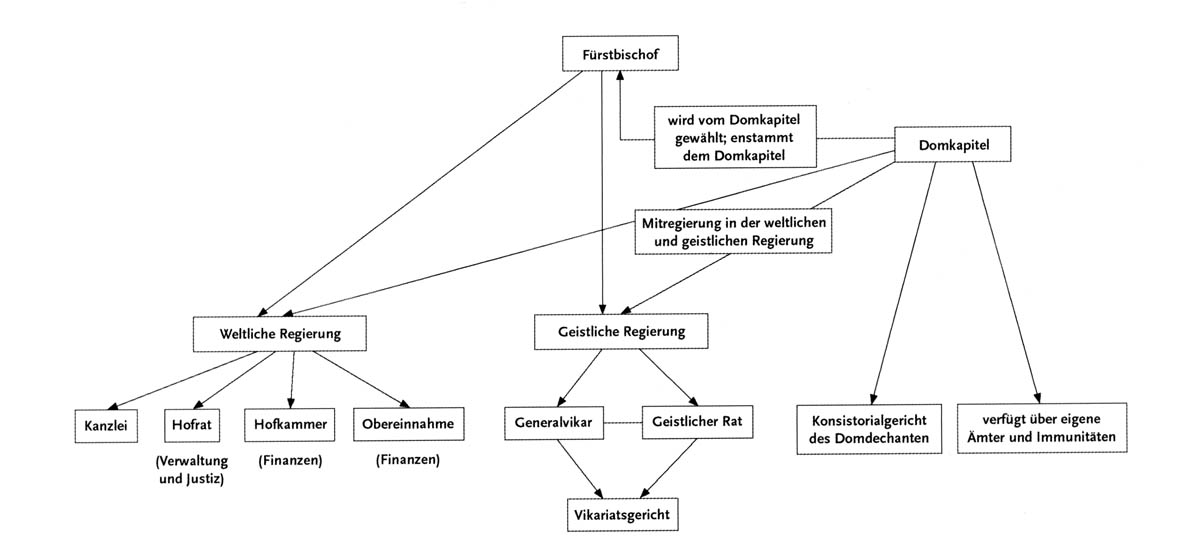 Fürstbischof
wird vom Domkapitel
gewählt; enstammt
dem Domkapitel
Domkapitel
Mitregierung in der weltlichen
und geistlichen Regierung
Weltliche Regierung
Geistliche Regierung
Kanzlei
Hofrat
(Verwaltung
und Justiz)
Hofkammer
(Finanzen)
Obereinnahme
(Finanzen)
Generalvikar
Geistlicher Rat
Konsistorialgericht
des Domdechanten
verfügt über eigene
Ämter und Immunitäten
Vikariatsgericht